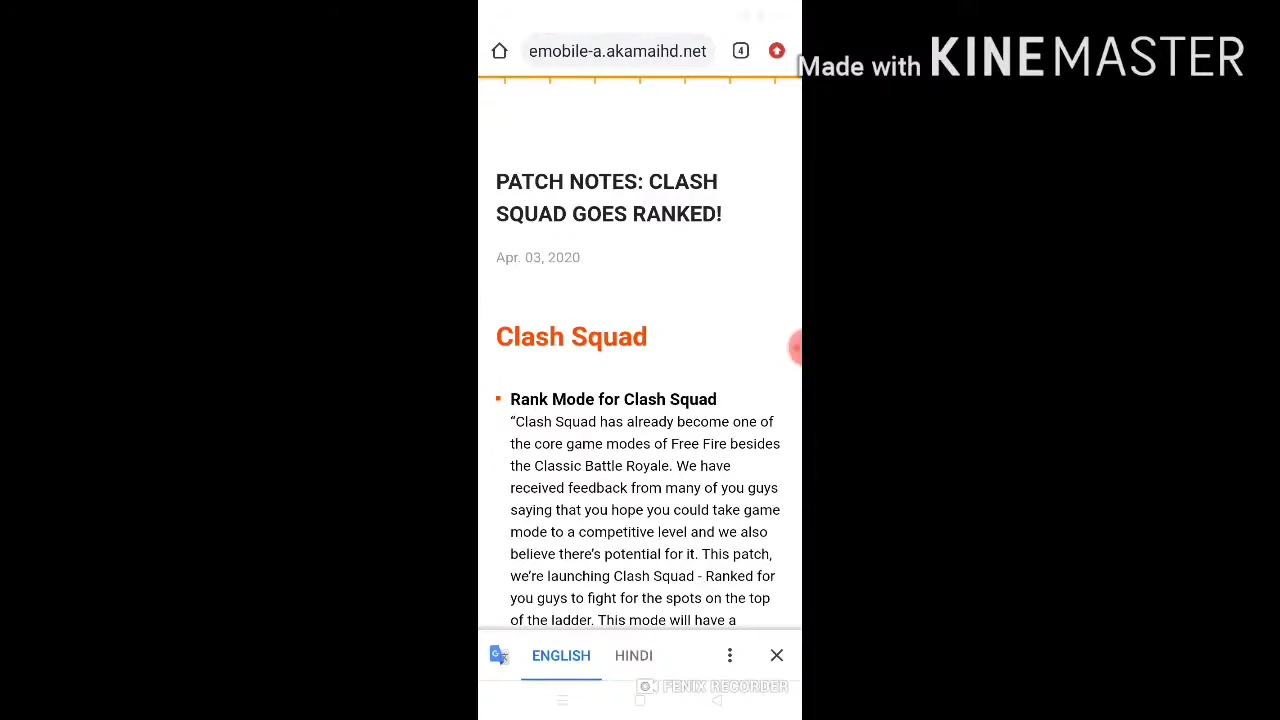 emobile-a.akamaihd.net
4
Made with KINEMASTER
PATCH NOTES: CLASH
SQUAD GOES RANKED!
Apr. 03, 2020
Clash Squad
Rank Mode for Clash Squad
“Clash Squad has already become one of
the core game modes of Free Fire besides
the Classic Battle Royale. We have
received feedback from many of you guys
saying that you hope you could take game
mode to a competitive level and we also
believe there’s potential for it. This patch,
we’re launching Clash Squad - Ranked for
you guys to fight for the spots on the top
of the ladder. This mode will have a
ENGLISH
HINDI
FENIX RECORDER